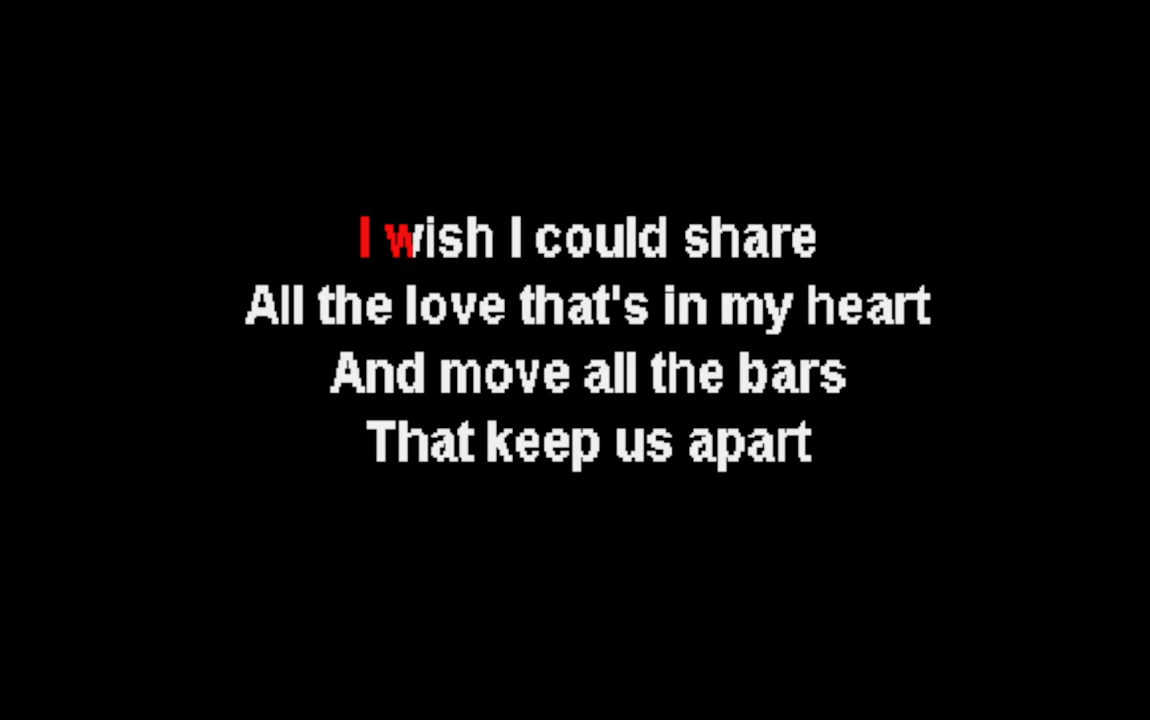 I wish I could share
All the love that's in my heart
And move all the bars
That keep us apart